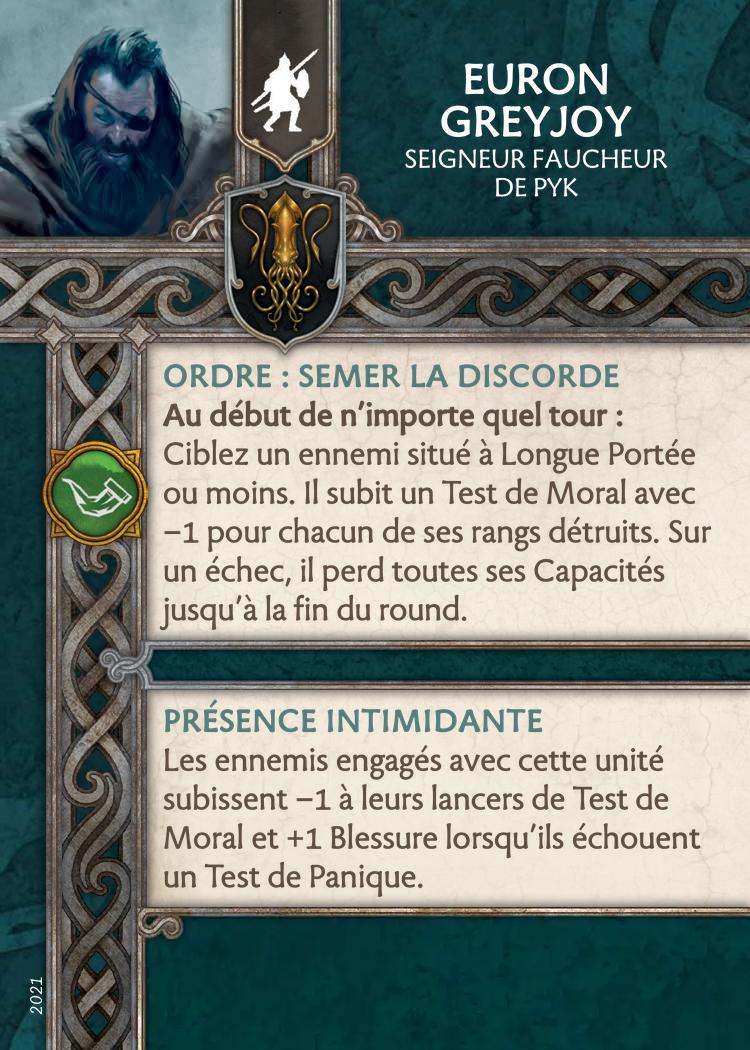 EURON
GREYJOY
SEIGNEUR FAUCHEUR
DE PYK
ORDRE : SEMER LA DISCORDE
Au début de n'importe quel tour :
Ciblez un ennemi situé à Longue Portée
ou moins. Il subit un Test de Moral avec
−1 pour chacun de ses rangs détruits. Sur
un échec, il perd toutes ses Capacités
jusqu'à la fin du round.
PRÉSENCE INTIMIDANTE
Les ennemis engagés avec cette unité
subissent −1 à leurs lancers de Test de
Moral et +1 Blessure lorsqu'ils échouent
un Test de Panique.
2021